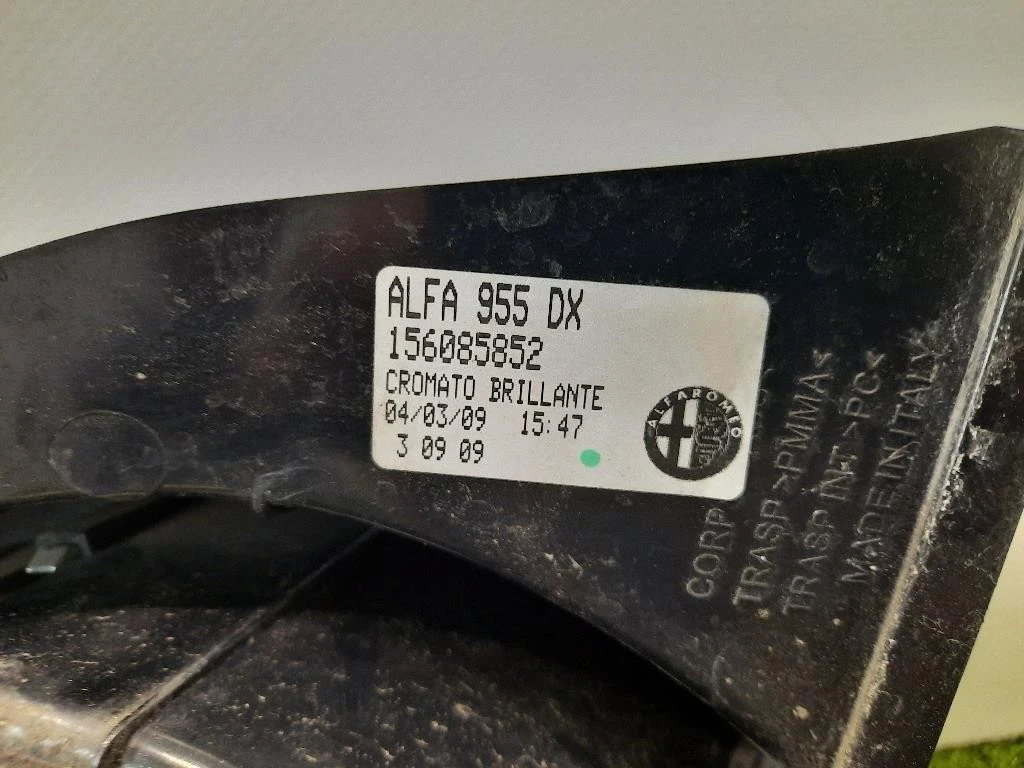 ALFA 955 DX
156085852
CROMATO BRILLANTE
04/03/09 15:47
3 09 09
ALFA ROMEO
CORP
TRASP >PMMA<
TRASP INT >PC<
MADE IN ITALY